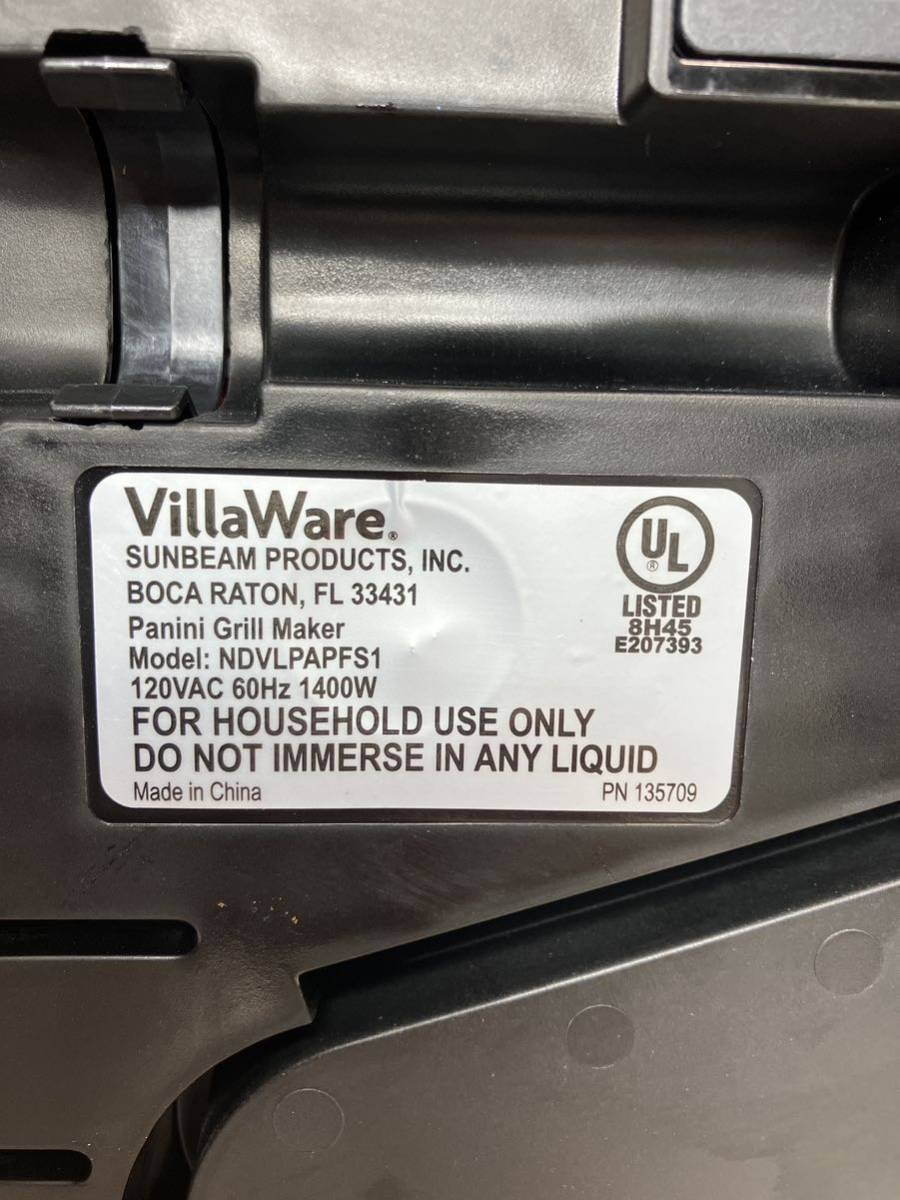 VillaWare®
SUNBEAM PRODUCTS, INC.
BOCA RATON, FL 33431
Panini Grill Maker
Model: NDVLPAPFS1
120VAC 60Hz 1400W
FOR HOUSEHOLD USE ONLY
DO NOT IMMERSE IN ANY LIQUID
Made in China
PN 135709
UL®
LISTED
8H45
E207393